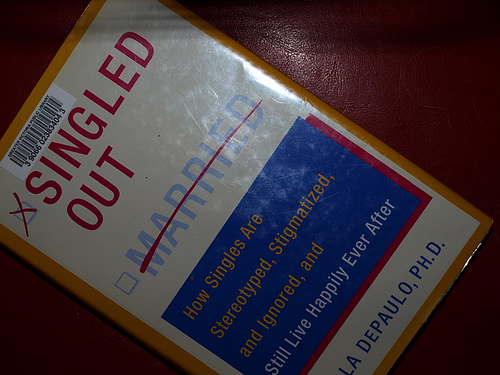 SINGLED
OUT
MARRIED
How Singles Are
Stereotyped, Stigmatized,
and Ignored, and
Still Live Happily Ever After
LA DEPAULO, PH.D.